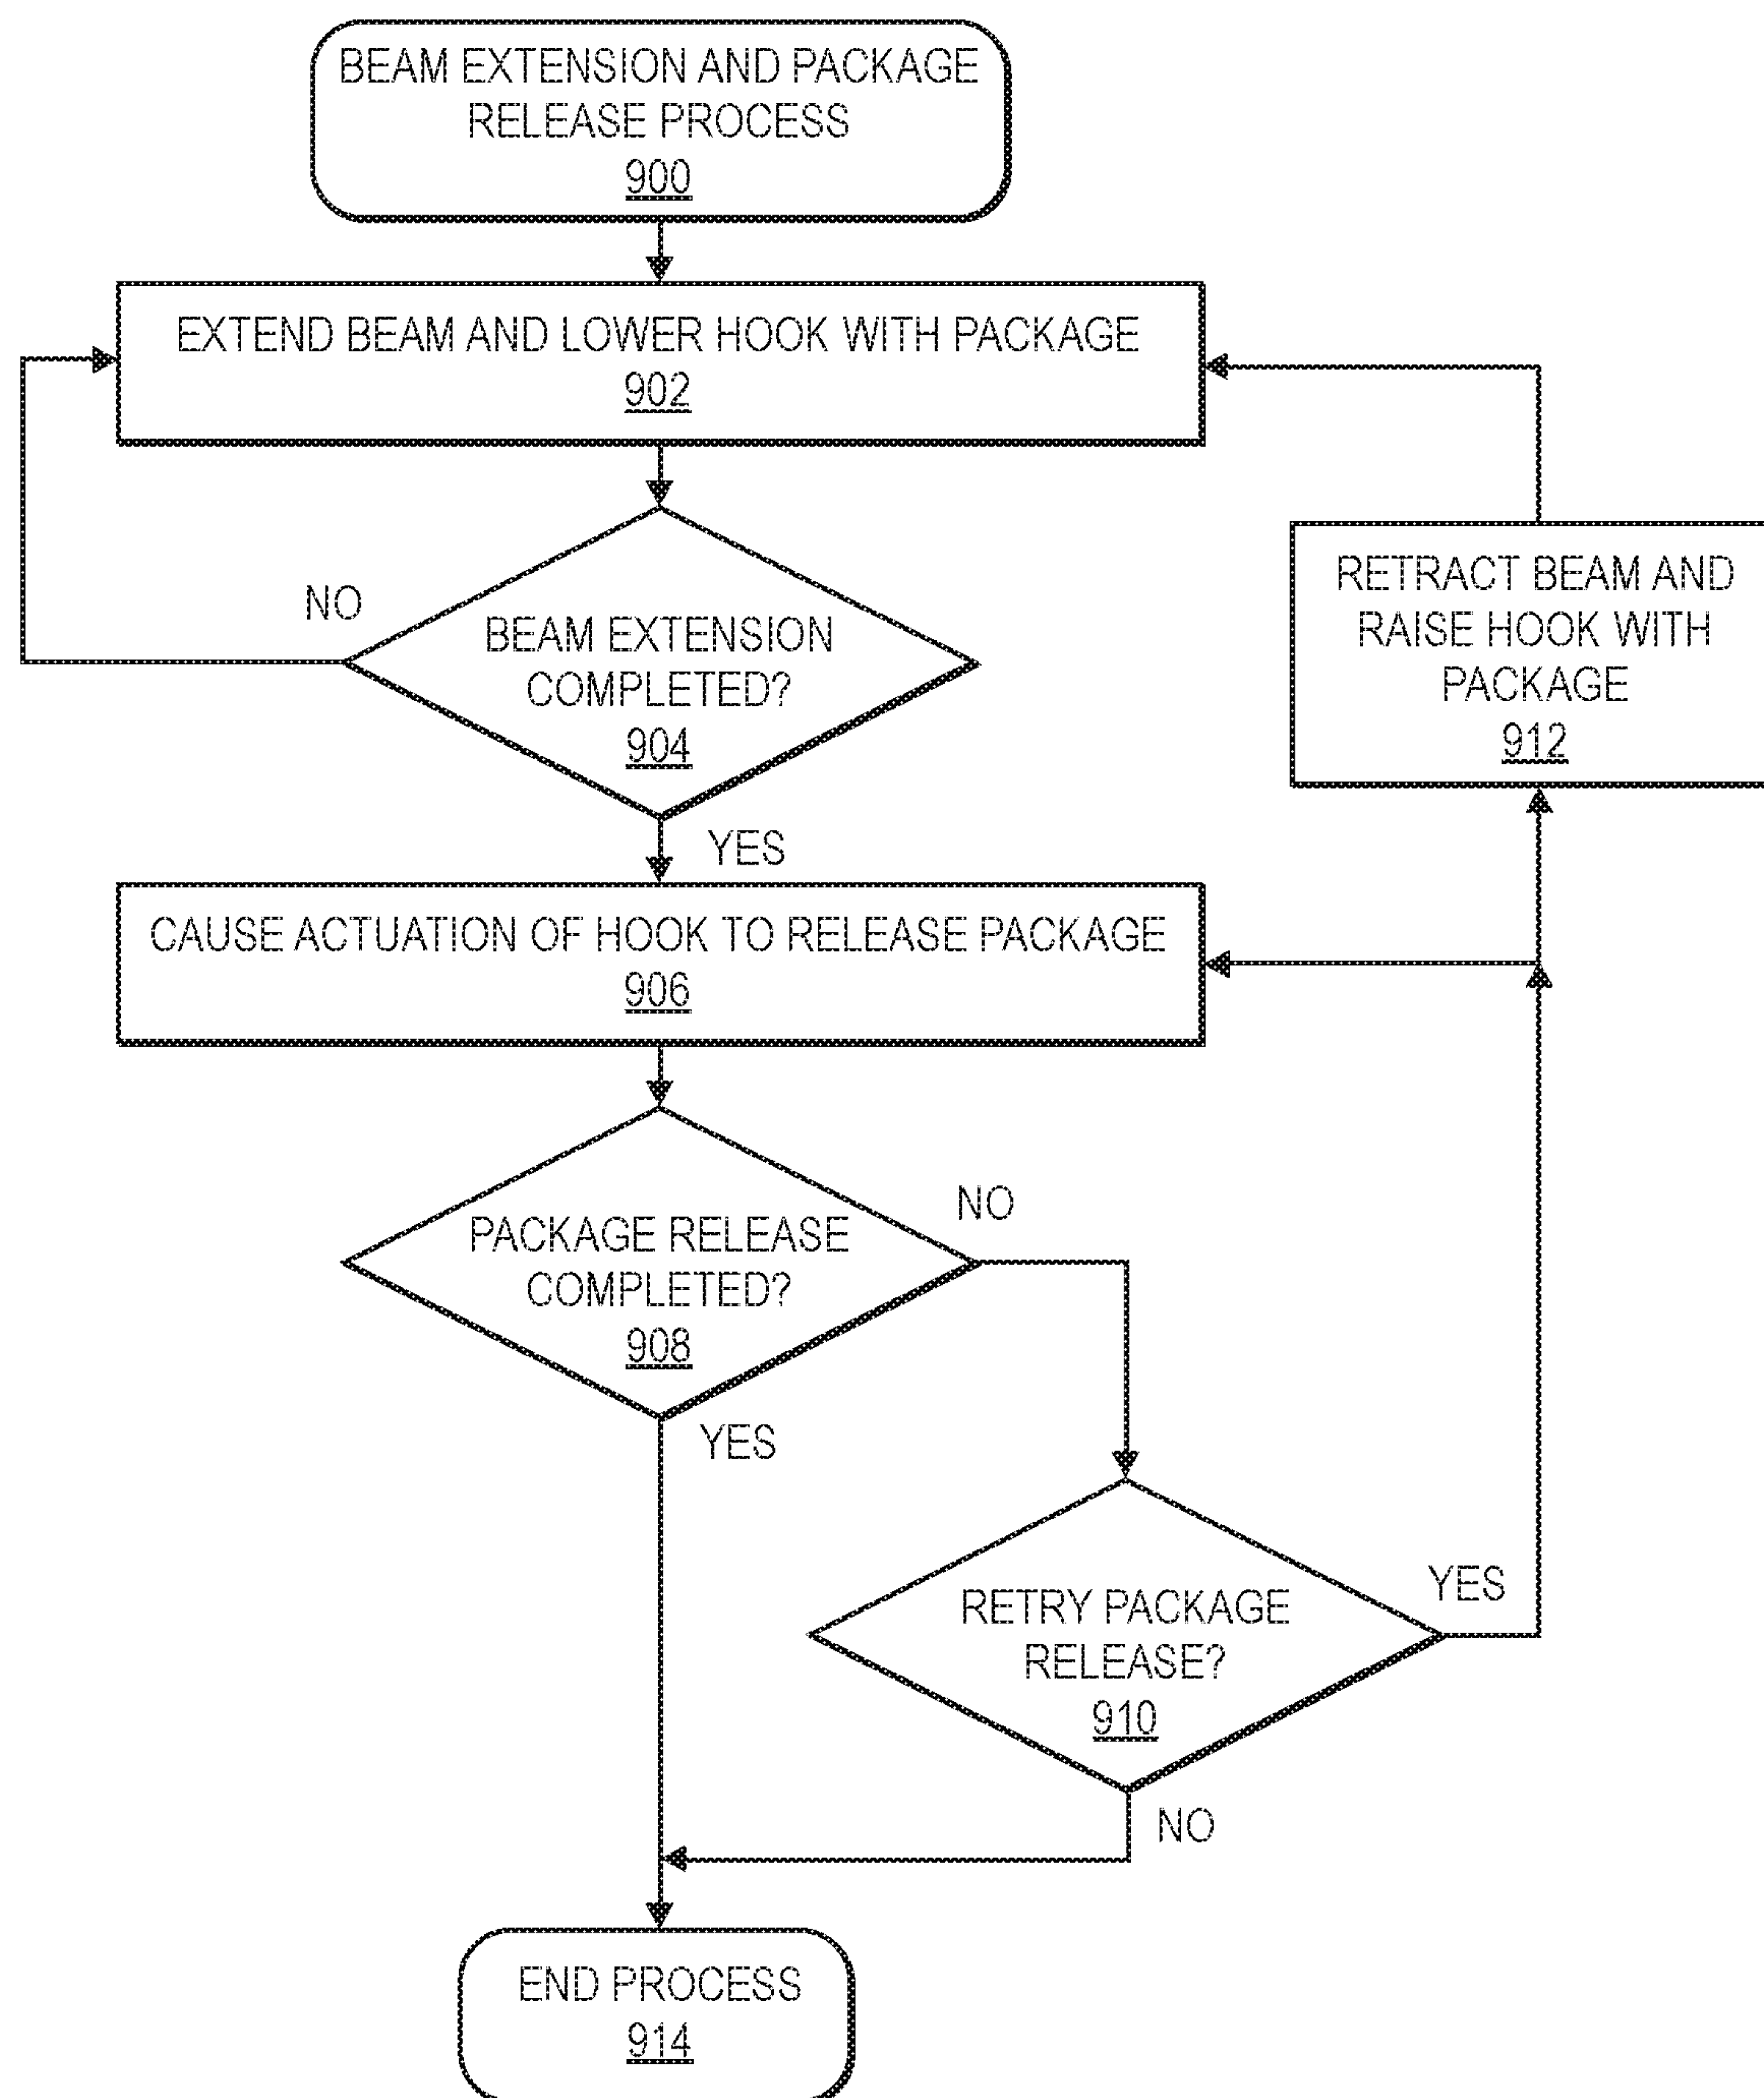 BEAM EXTENSION AND PACKAGE
RELEASE PROCESS
900
EXTEND BEAM AND LOWER HOOK WITH PACKAGE
902
NO
BEAM EXTENSION
COMPLETED?
904
RETRACT BEAM AND
RAISE HOOK WITH
PACKAGE
912
YES
CAUSE ACTUATION OF HOOK TO RELEASE PACKAGE
906
NO
PACKAGE RELEASE
COMPLETED?
908
YES
YES
RETRY PACKAGE
RELEASE?
910
NO
END PROCESS
914